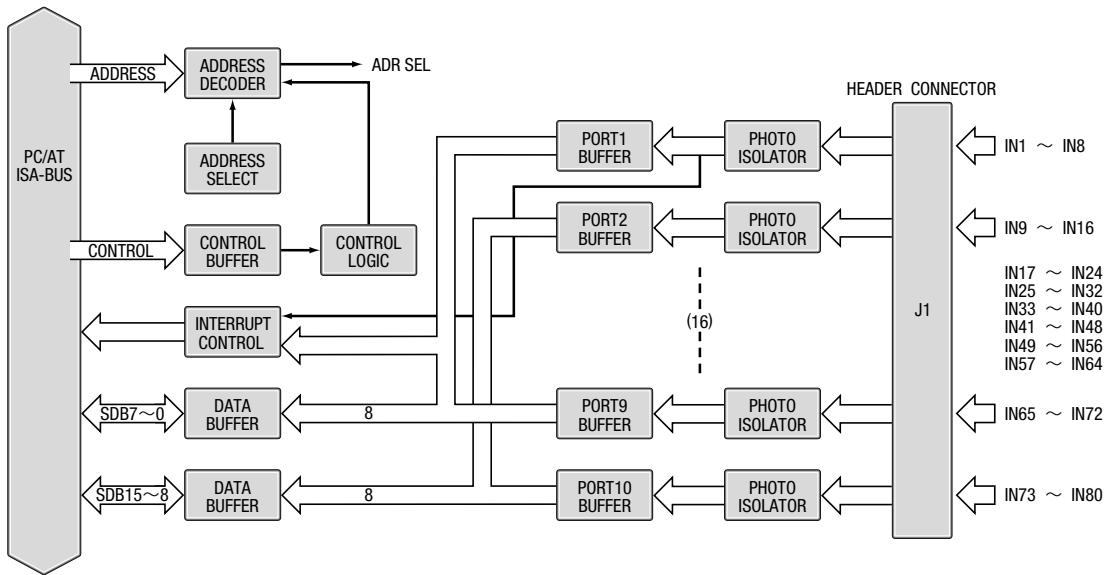 PC/AT
ISA-BUS
ADDRESS
ADDRESS
DECODER
ADR SEL
ADDRESS
SELECT
CONTROL
CONTROL
BUFFER
CONTROL
LOGIC
INTERRUPT
CONTROL
SDB7～0
DATA
BUFFER
8
SDB15～8
DATA
BUFFER
8
PORT1
BUFFER
PHOTO
ISOLATOR
PORT2
BUFFER
PHOTO
ISOLATOR
(16)
PORT9
BUFFER
PHOTO
ISOLATOR
PORT10
BUFFER
PHOTO
ISOLATOR
HEADER CONNECTOR
J1
IN1 ～ IN8
IN9 ～ IN16
IN17 ～ IN24
IN25 ～ IN32
IN33 ～ IN40
IN41 ～ IN48
IN49 ～ IN56
IN57 ～ IN64
IN65 ～ IN72
IN73 ～ IN80